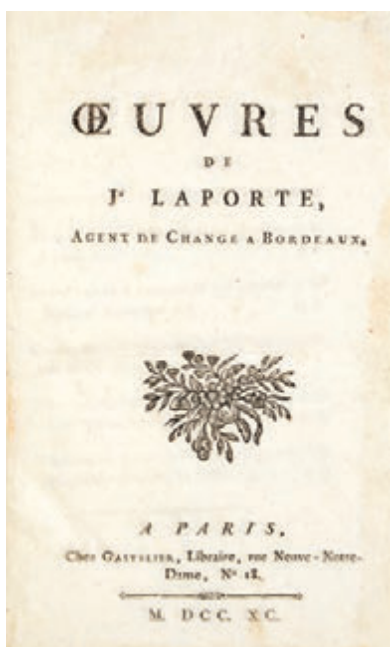 ŒUVRES
DE
Jⁿ LAPORTE,
AGENT DE CHANGE A BORDEAUX.
A PARIS,
Chez GASTELIER, Libraire, rue Neuve-Notre-
Dame, Nº 18.
M. DCC. XC.